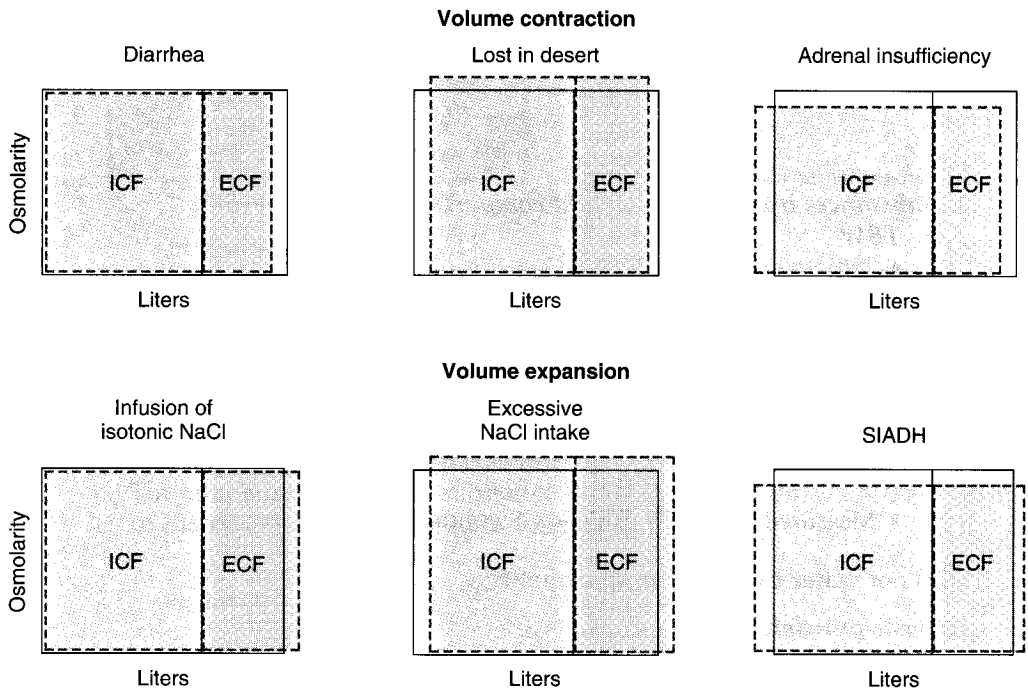 Volume contraction
Diarrhea
Lost in desert
Adrenal insufficiency
Osmolarity
ICF
ECF
ICF
ECF
ICF
ECF
Liters
Liters
Liters
Volume expansion
Infusion of
isotonic NaCl
Excessive
NaCl intake
SIADH
Osmolarity
ICF
ECF
ICF
ECF
ICF
ECF
Liters
Liters
Liters